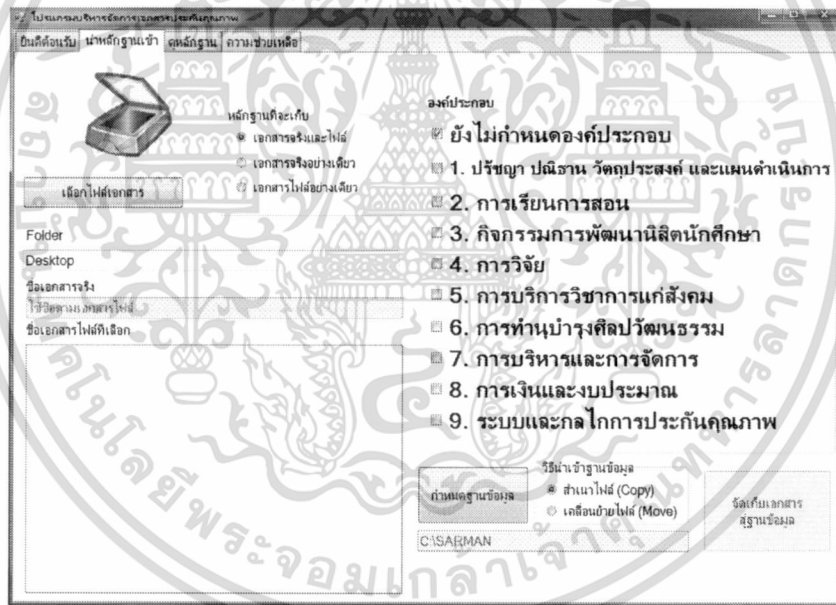 โปรแกรมบริหารจัดการเอกสารประกันคุณภาพ
ยินดีต้อนรับ นำหลักฐานเข้า ดูหลักฐาน ความช่วยเหลือ
หลักฐานที่จะเก็บ
เอกสารจริงและไฟล์
เอกสารจริงอย่างเดียว
เอกสารไฟล์อย่างเดียว
เลือกไฟล์เอกสาร
Folder
Desktop
ชื่อเอกสารจริง
ใช้ชื่อตามเอกสารไฟล์
ชื่อเอกสารไฟล์ที่เลือก
องค์ประกอบ
ยังไม่กำหนดองค์ประกอบ
1. ปรัชญา ปณิธาน วัตถุประสงค์ และแผนดำเนินการ
2. การเรียนการสอน
3. กิจกรรมการพัฒนานิสิตนักศึกษา
4. การวิจัย
5. การบริการวิชาการแก่สังคม
6. การทำนุบำรุงศิลปวัฒนธรรม
7. การบริหารและการจัดการ
8. การเงินและงบประมาณ
9. ระบบและกลไกการประกันคุณภาพ
กำหนดฐานข้อมูล
วิธีนำเข้าฐานข้อมูล
สำเนาไฟล์ (Copy)
เคลื่อนย้ายไฟล์ (Move)
C:\SARMAN
จัดเก็บเอกสาร
สู่ฐานข้อมูล